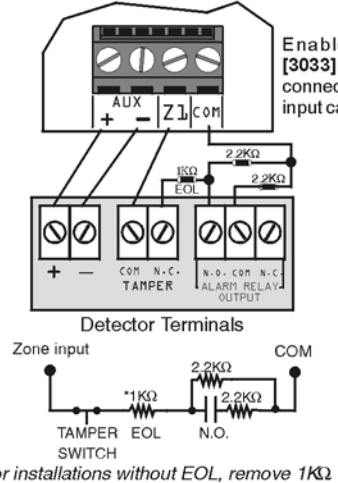 Enable
[3033]
connec
input ca
AUX
+ − Z1 COM
2.2KΩ
1KΩ
2.2KΩ
EOL
+ − COM N.C. N.O. COM N.C.
TAMPER ALARM RELAY
OUTPUT
Detector Terminals
Zone input COM
2.2KΩ
*1KΩ 2.2KΩ
TAMPER EOL N.O.
SWITCH
or installations without EOL, remove 1KΩ